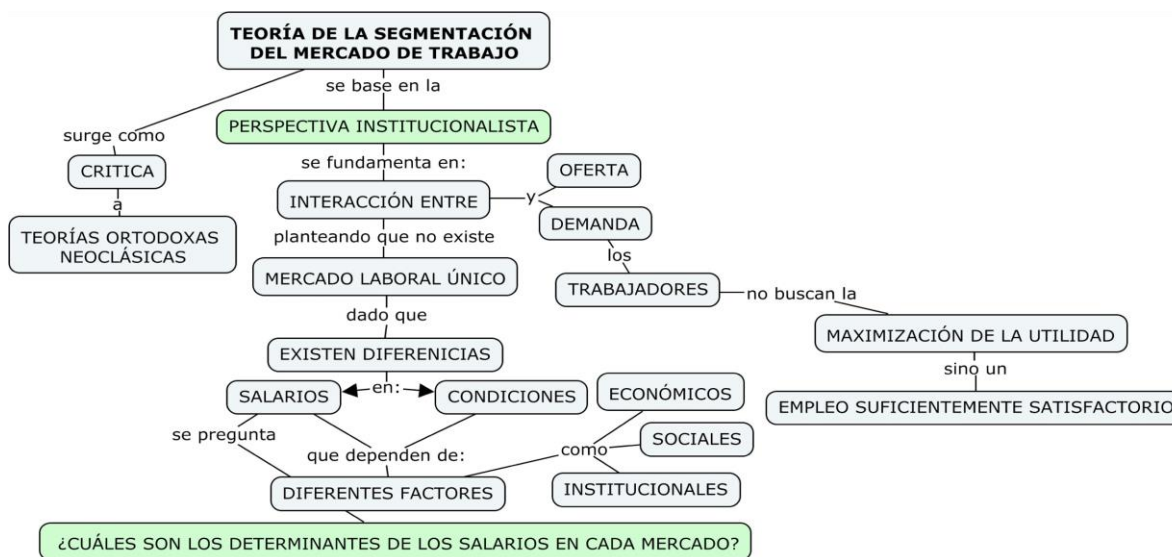 TEORÍA DE LA SEGMENTACIÓN
DEL MERCADO DE TRABAJO
se base en la
surge como
PERSPECTIVA INSTITUCIONALISTA
CRITICA
a
TEORÍAS ORTODOXAS
NEOCLÁSICAS
se fundamenta en:
INTERACCIÓN ENTRE
y
OFERTA
DEMANDA
los
TRABAJADORES
no buscan la
MAXIMIZACIÓN DE LA UTILIDAD
sino un
EMPLEO SUFICIENTEMENTE SATISFACTORIO
planteando que no existe
MERCADO LABORAL ÚNICO
dado que
EXISTEN DIFERENICIAS
en:
SALARIOS
CONDICIONES
se pregunta
que dependen de:
DIFERENTES FACTORES
como
ECONÓMICOS
SOCIALES
INSTITUCIONALES
¿CUÁLES SON LOS DETERMINANTES DE LOS SALARIOS EN CADA MERCADO?